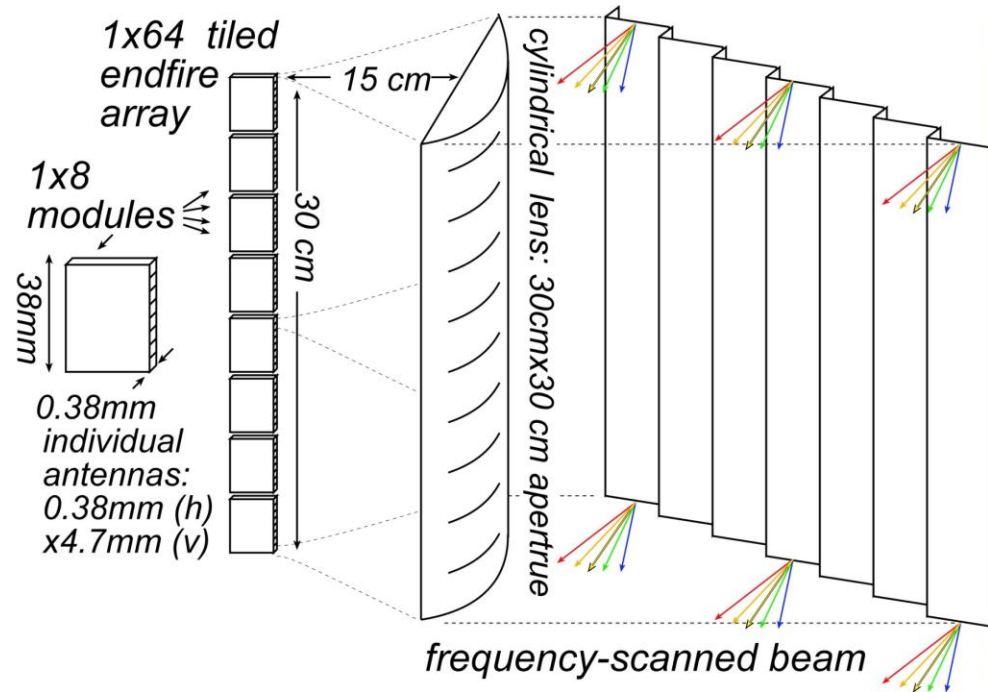 1x64 tiled
endfire
array
15 cm
1x8
modules
30 cm
38mm
0.38mm
individual
antennas:
0.38mm (h)
x4.7mm (v)
cylindrical lens: 30cmx30 cm apertrue
frequency-scanned beam